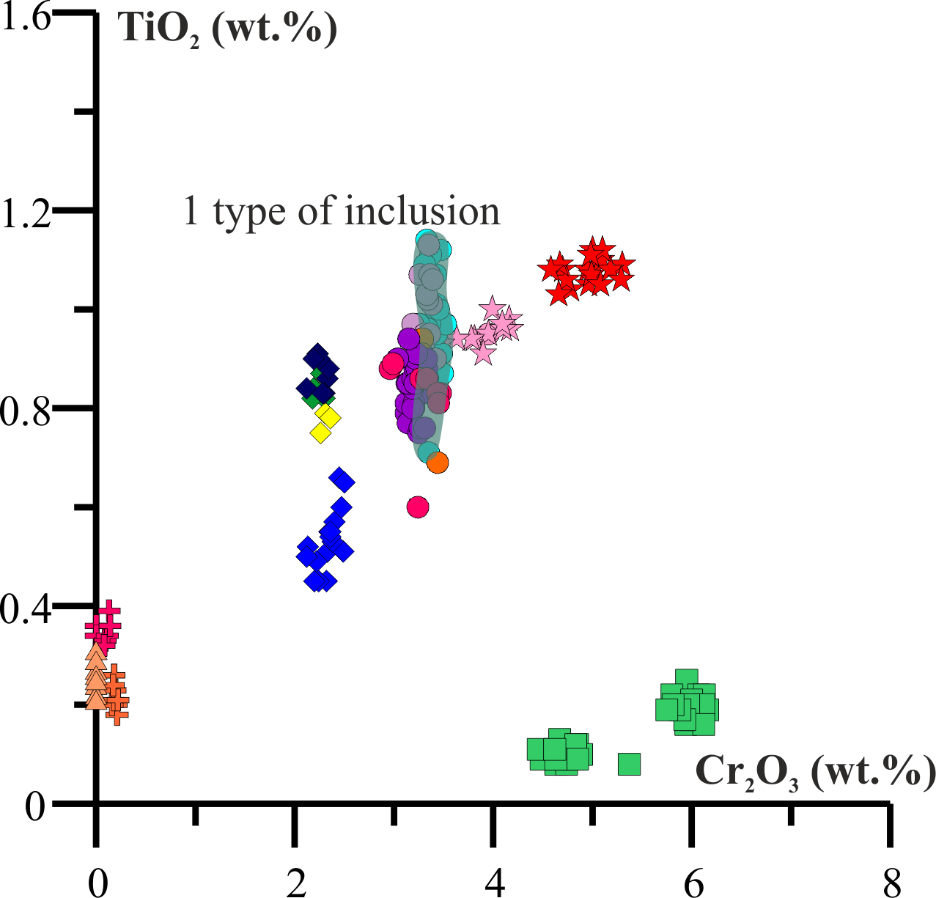 1.6
TiO₂ (wt.%)
1.2
1 type of inclusion
0.8
0.4
Cr₂O₃ (wt.%)
0
0 2 4 6 8